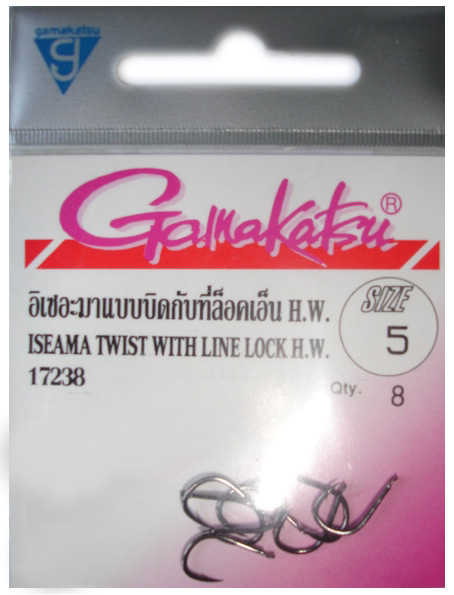 gamakatsu
g
Gamakatsu ®
อิเซอะมาแบบบิดกับที่ล็อคเอ็น H.W.
ISEAMA TWIST WITH LINE LOCK H.W.
17238
SIZE
5
Qty. 8